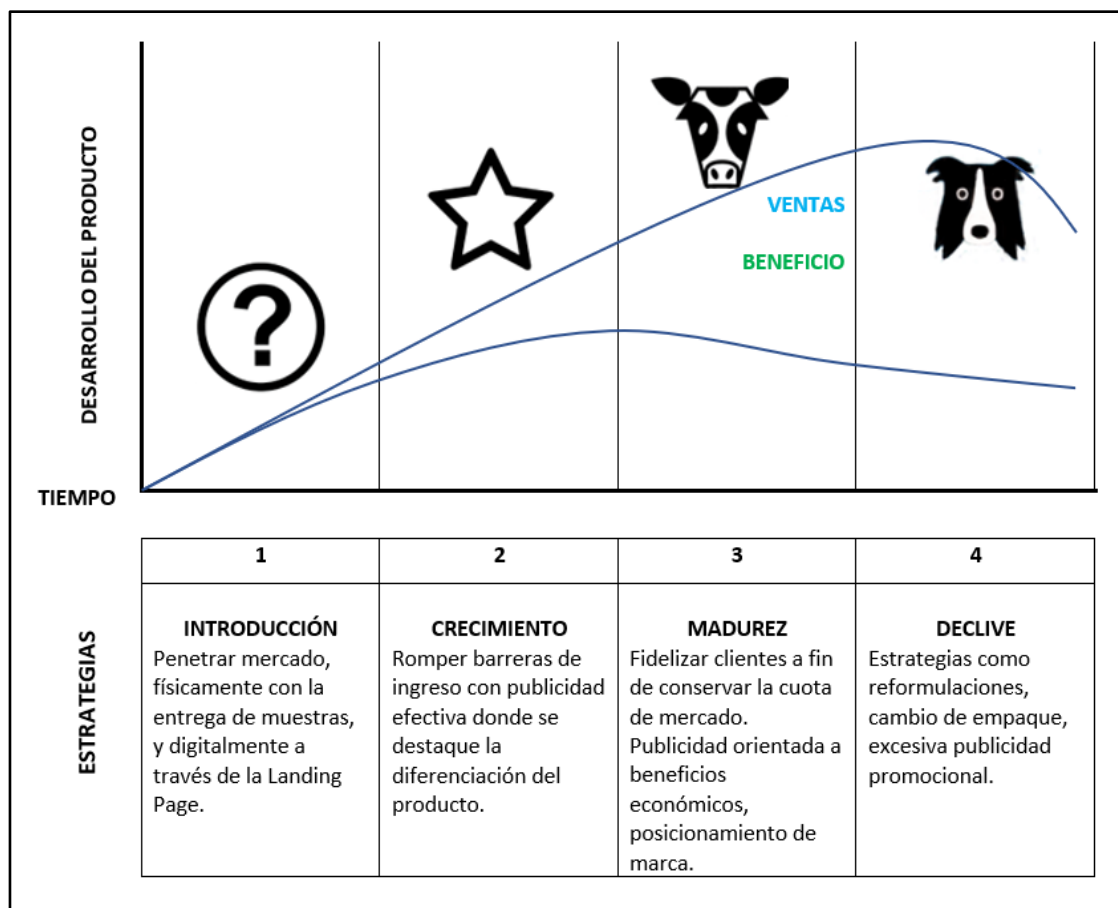 DESARROLLO DEL PRODUCTO
?
VENTAS
BENEFICIO
TIEMPO
ESTRATEGIAS
1
2
3
4
INTRODUCCIÓN
Penetrar mercado,
físicamente con la
entrega de muestras,
y digitalmente a
través de la Landing
Page.
CRECIMIENTO
Romper barreras de
ingreso con publicidad
efectiva donde se
destaque la
diferenciación del
producto.
MADUREZ
Fidelizar clientes a fin
de conservar la cuota
de mercado.
Publicidad orientada a
beneficios
económicos,
posicionamiento de
marca.
DECLIVE
Estrategias como
reformulaciones,
cambio de empaque,
excesiva publicidad
promocional.